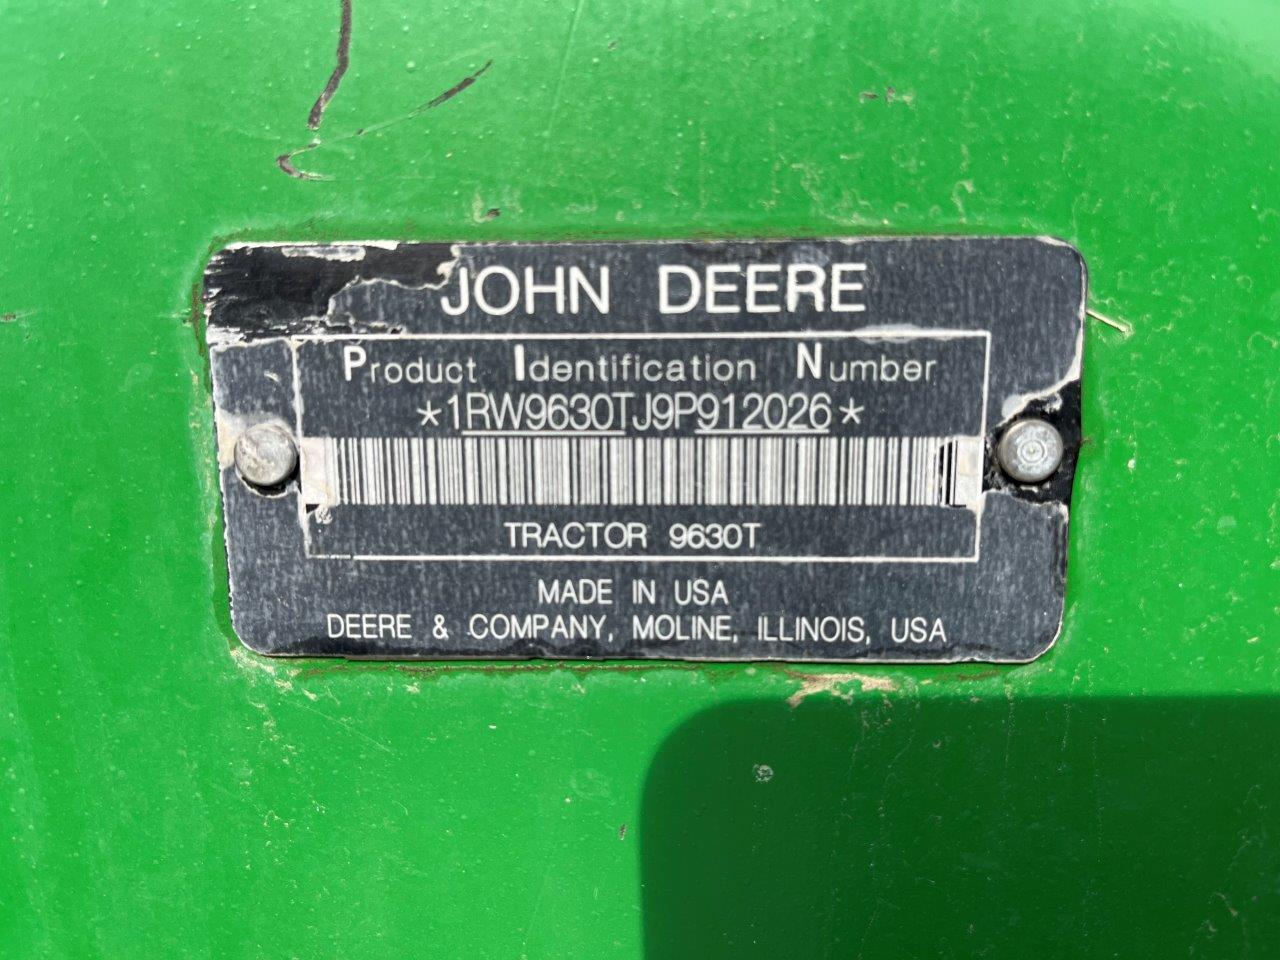 JOHN DEERE
Product Identification Number
*1RW9630TJ9P912026*
TRACTOR 9630T
MADE IN USA
DEERE & COMPANY, MOLINE, ILLINOIS, USA